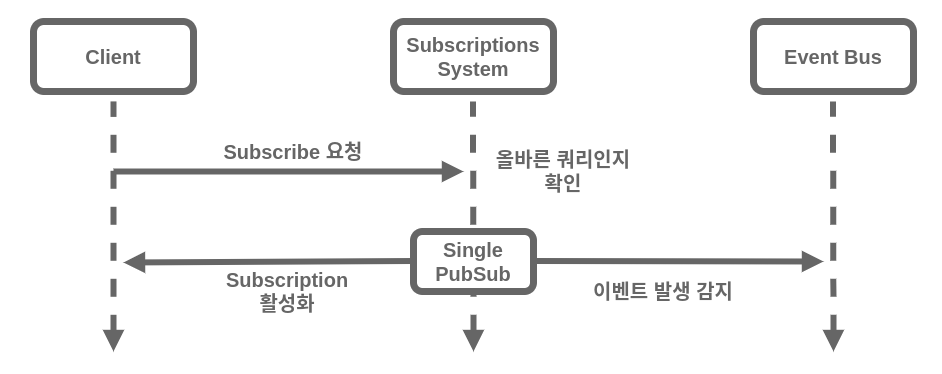 Client
Subscriptions
System
Event Bus
Subscribe 요청
올바른 쿼리인지
확인
Single
PubSub
Subscription
활성화
이벤트 발생 감지